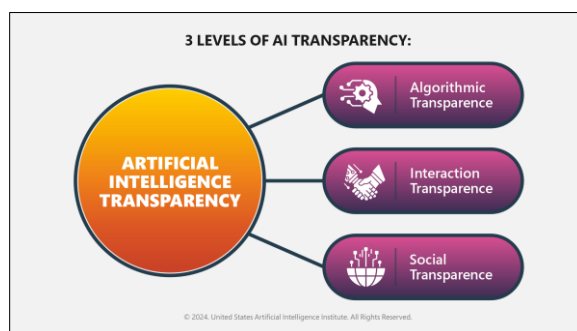 3 LEVELS OF AI TRANSPARENCY:
ARTIFICIAL
INTELLIGENCE
TRANSPARENCY
Algorithmic
Transparence
Interaction
Transparence
Social
Transparence
© 2024. United States Artificial Intelligence Institute. All Rights Reserved.